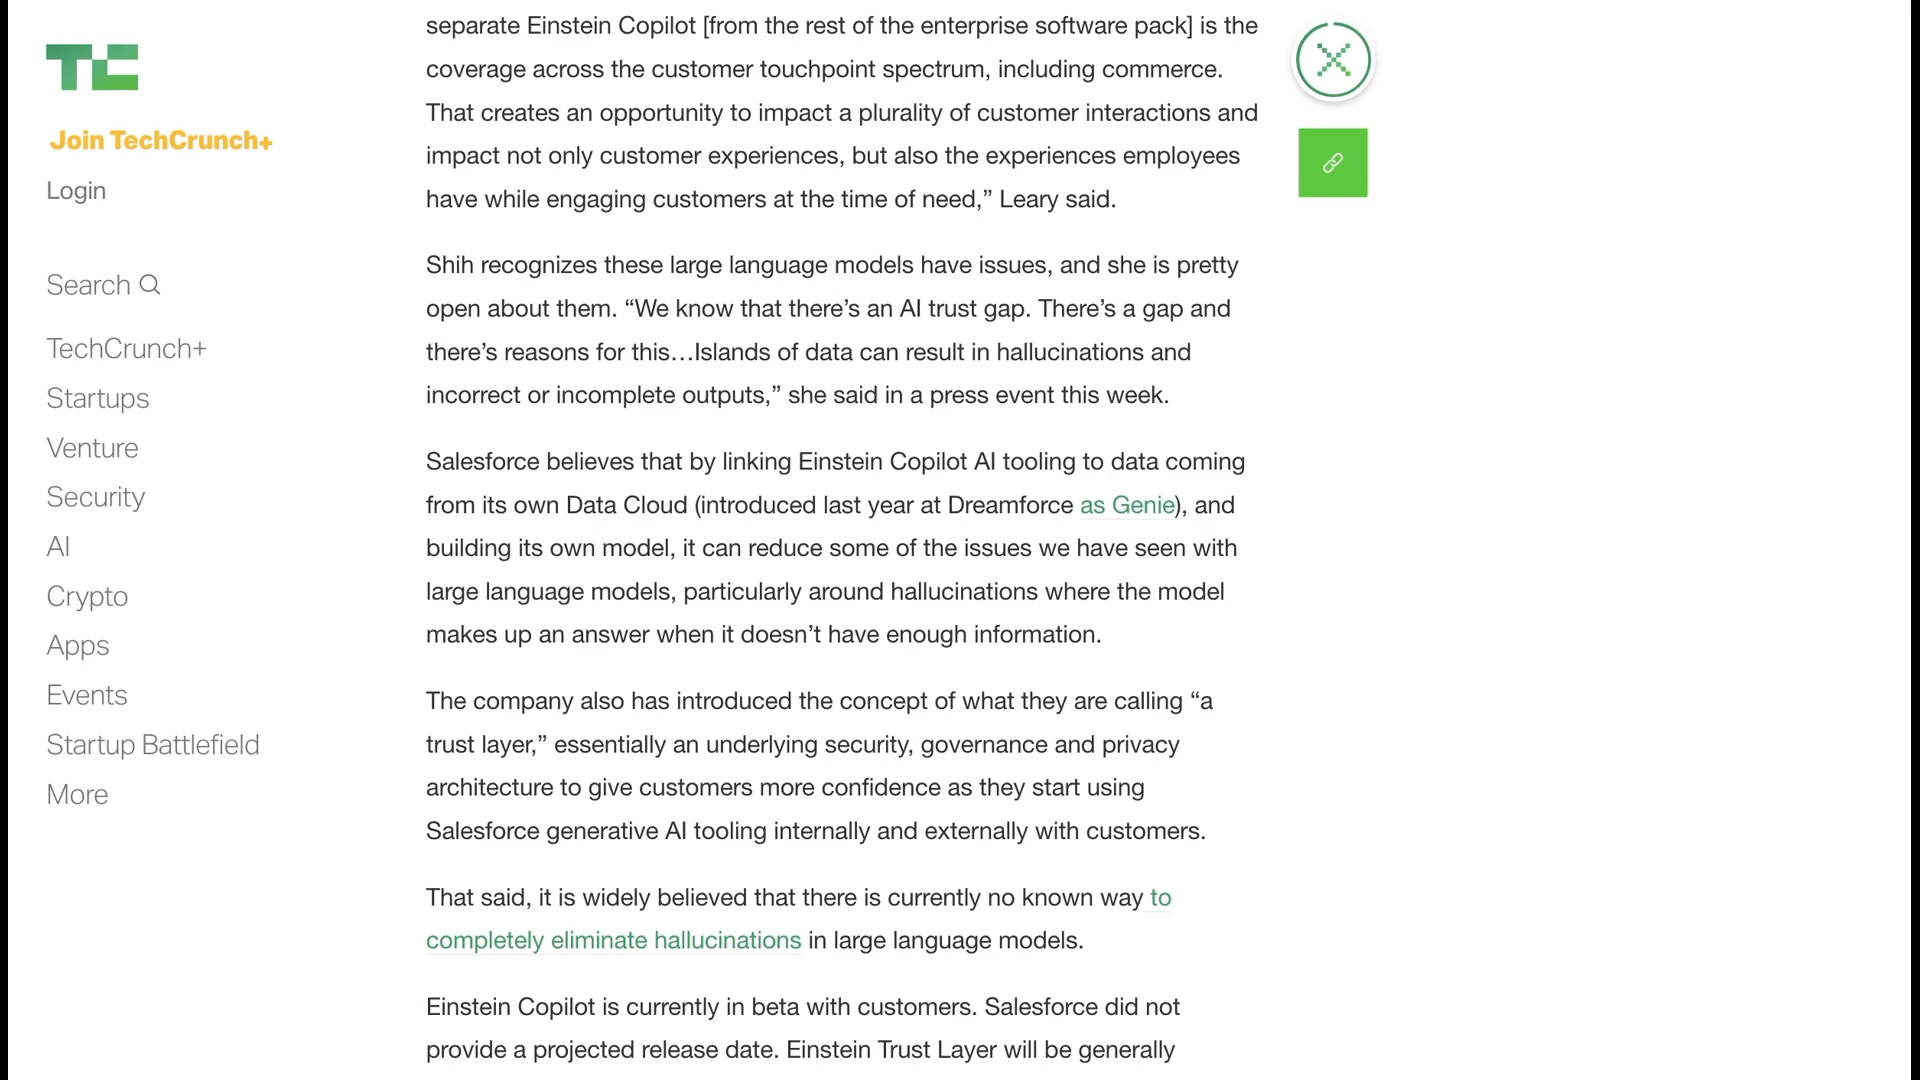 TC
Join TechCrunch+
Login
Search
TechCrunch+
Startups
Venture
Security
AI
Crypto
Apps
Events
Startup Battlefield
More
separate Einstein Copilot [from the rest of the enterprise software pack] is the
coverage across the customer touchpoint spectrum, including commerce.
That creates an opportunity to impact a plurality of customer interactions and
impact not only customer experiences, but also the experiences employees
have while engaging customers at the time of need,” Leary said.
Shih recognizes these large language models have issues, and she is pretty
open about them. “We know that there’s an AI trust gap. There’s a gap and
there’s reasons for this…Islands of data can result in hallucinations and
incorrect or incomplete outputs,” she said in a press event this week.
Salesforce believes that by linking Einstein Copilot AI tooling to data coming
from its own Data Cloud (introduced last year at Dreamforce as Genie), and
building its own model, it can reduce some of the issues we have seen with
large language models, particularly around hallucinations where the model
makes up an answer when it doesn’t have enough information.
The company also has introduced the concept of what they are calling “a
trust layer,” essentially an underlying security, governance and privacy
architecture to give customers more confidence as they start using
Salesforce generative AI tooling internally and externally with customers.
That said, it is widely believed that there is currently no known way to
completely eliminate hallucinations in large language models.
Einstein Copilot is currently in beta with customers. Salesforce did not
provide a projected release date. Einstein Trust Layer will be generally